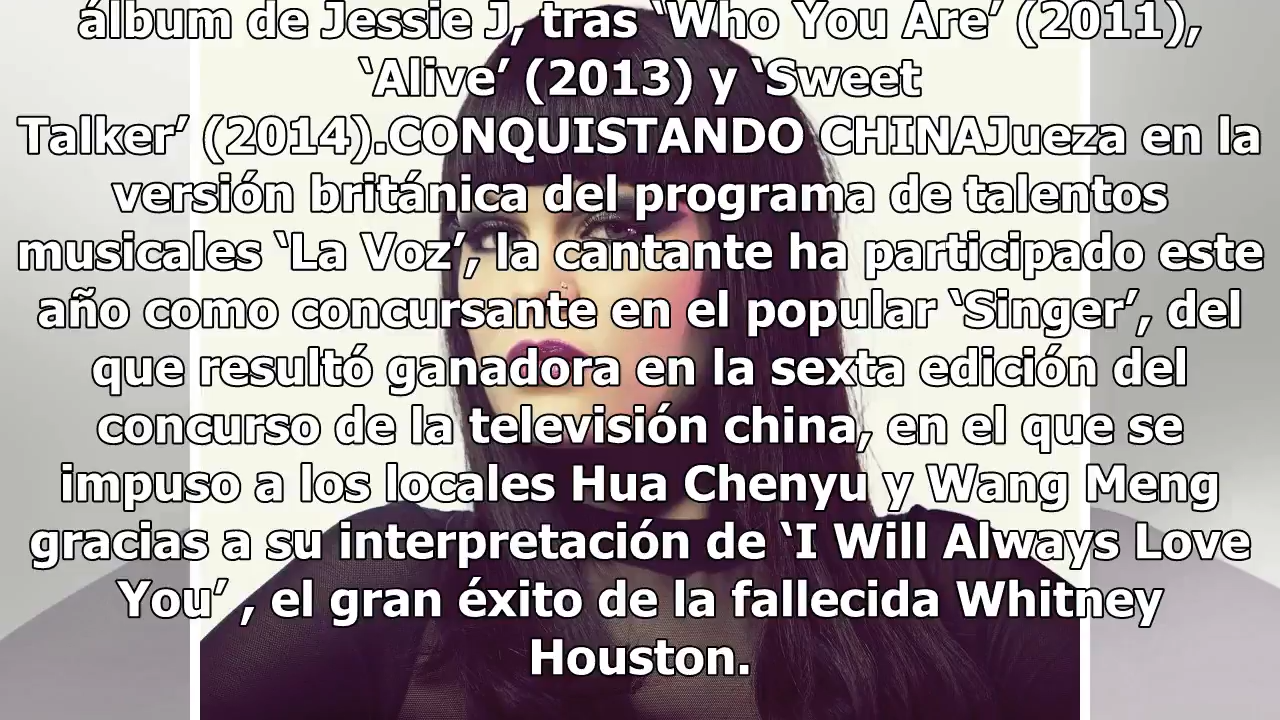 álbum de Jessie J, tras ‘Who You Are’ (2011),
‘Alive’ (2013) y ‘Sweet
Talker’ (2014).CONQUISTANDO CHINAJueza en la
versión británica del programa de talentos
musicales ‘La Voz’, la cantante ha participado este
año como concursante en el popular ‘Singer’, del
que resultó ganadora en la sexta edición del
concurso de la televisión china, en el que se
impuso a los locales Hua Chenyu y Wang Meng
gracias a su interpretación de ‘I Will Always Love
You’ , el gran éxito de la fallecida Whitney
Houston.